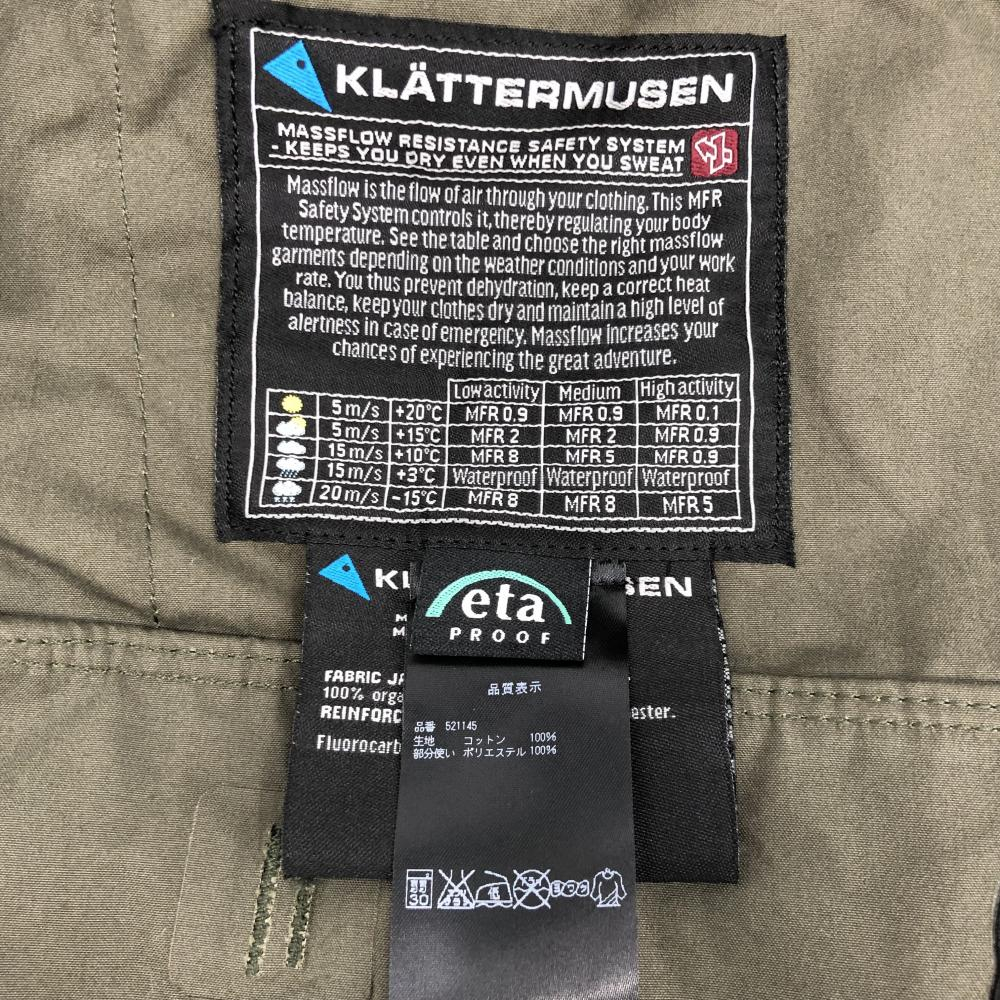 KLÄTTERMUSEN
MASSFLOW RESISTANCE SAFETY SYSTEM
- KEEPS YOU DRY EVEN WHEN YOU SWEAT
Massflow is the flow of air through your clothing. This MFR
Safety System controls it, thereby regulating your body
temperature. See the table and choose the right massflow
garments depending on the weather conditions and your work
rate. You thus prevent dehydration, keep a correct heat
balance, keep your clothes dry and maintain a high level of
alertness in case of emergency. Massflow increases your
chances of experiencing the great adventure.
Low activity Medium High activity
5 m/s +20°C MFR 0.9 MFR 0.9 MFR 0.1
5 m/s +15°C MFR 2 MFR 2 MFR 0.9
15 m/s +10°C MFR 8 MFR 5 MFR 0.9
15 m/s +3°C Waterproof Waterproof Waterproof
20 m/s -15°C MFR 8 MFR 8 MFR 5
eta
PROOF
FABRIC
100%
品質表示
品番 521145
生地 コットン 100%
部分使い ポリエステル 100%
30